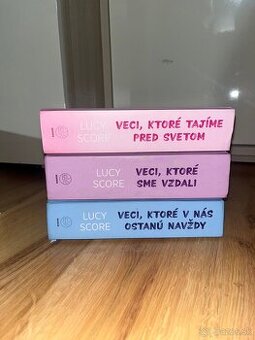 LUCY SCORE
VECI, KTORÉ TAJÍME
PRED SVETOM
LUCY SCORE
VECI, KTORÉ
SME VZDALI
LUCY SCORE
VECI, KTORÉ V NÁS
OSTANÚ NAVŽDY